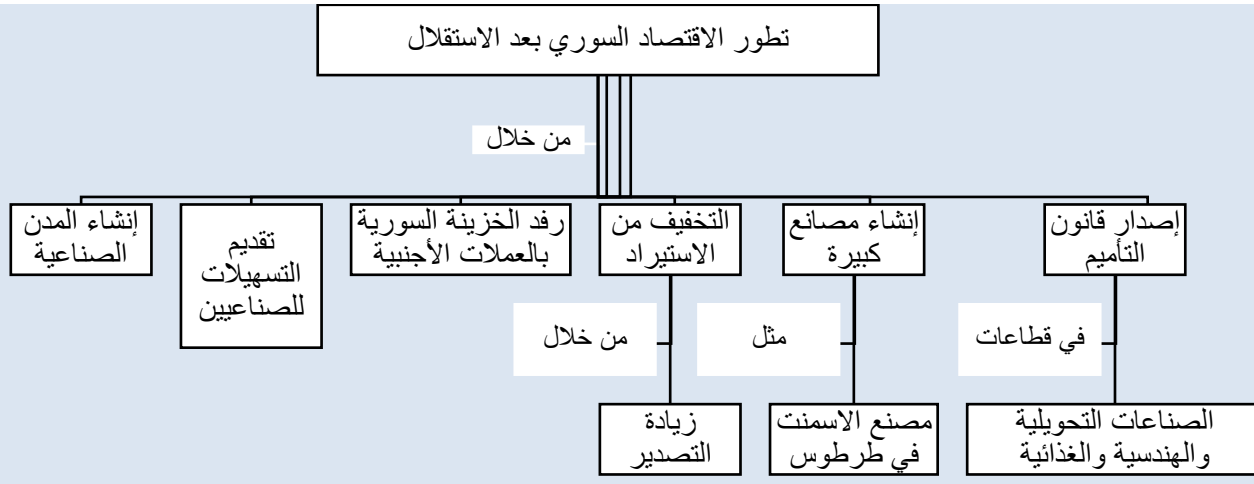 تطور الاقتصاد السوري بعد الاستقلال
من خلال
إصدار قانون
التأميم
إنشاء مصانع
كبيرة
التخفيف من
الاستيراد
رفد الخزينة السورية
بالعملات الأجنبية
تقديم
التسهيلات
للصناعيين
إنشاء المدن
الصناعية
في قطاعات
مثل
من خلال
الصناعات التحويلية
والهندسية والغذائية
مصنع الاسمنت
في طرطوس
زيادة
التصدير